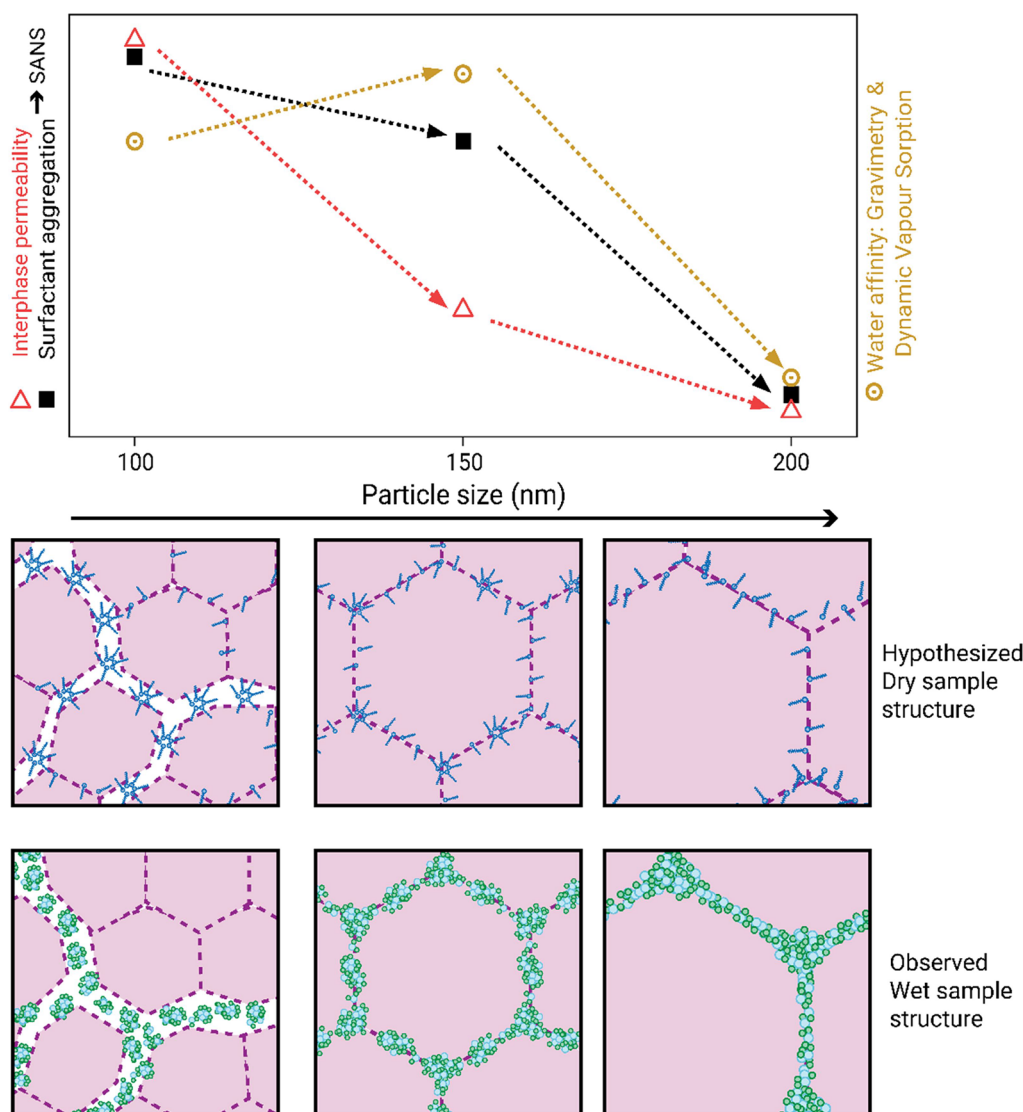 Interphase permeability
Surfactant aggregation → SANS
Water affinity: Gravimetry &
Dynamic Vapour Sorption
100 150 200
Particle size (nm)
Hypothesized
Dry sample
structure
Observed
Wet sample
structure